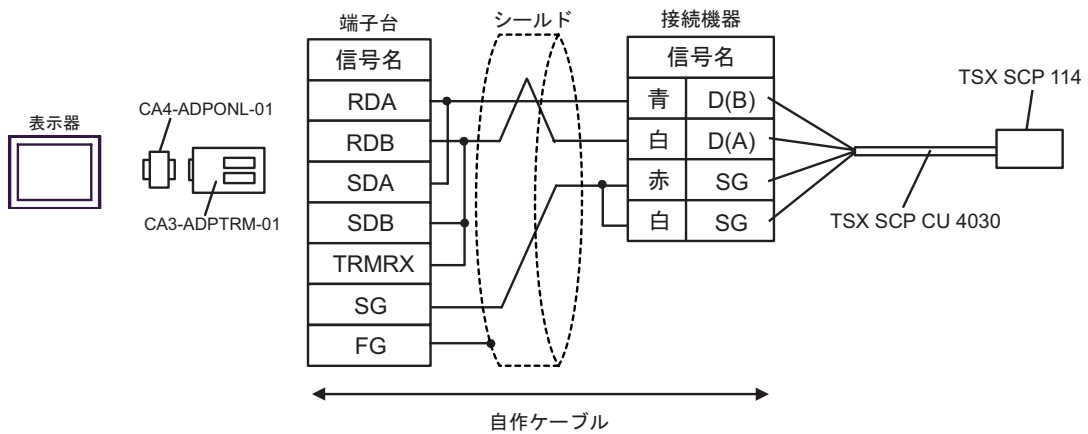 端子台
シールド
接続機器
信号名
信号名
TSX SCP 114
表示器
CA4-ADPONL-01
CA3-ADPTRM-01
RDA
RDB
SDA
SDB
TRMRX
SG
FG
青 D(B)
白 D(A)
赤 SG
白 SG
TSX SCP CU 4030
自作ケーブル